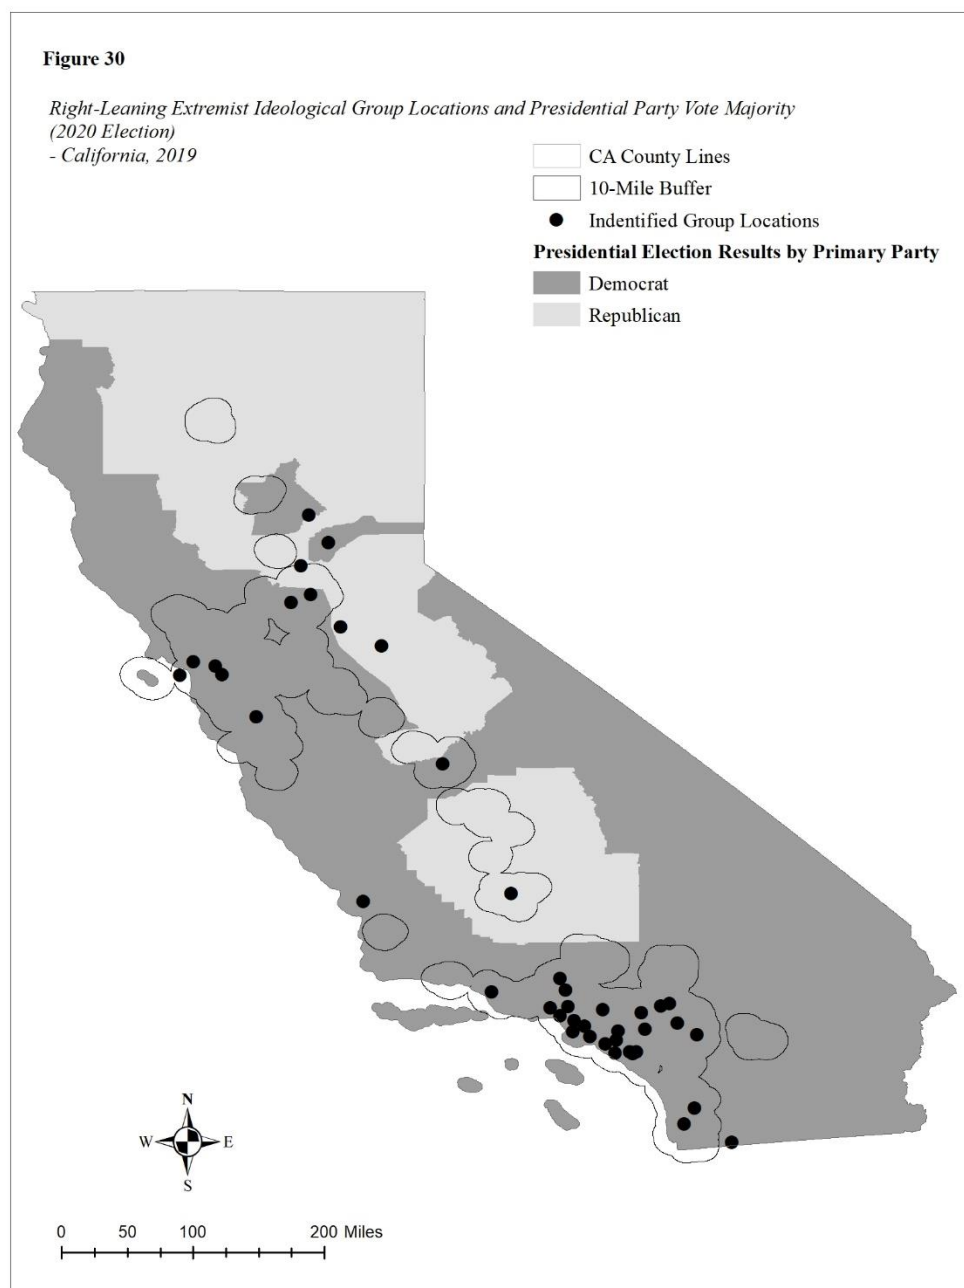 Figure 30
Right-Leaning Extremist Ideological Group Locations and Presidential Party Vote Majority
(2020 Election)
- California, 2019
CA County Lines
10-Mile Buffer
Indentified Group Locations
Presidential Election Results by Primary Party
Democrat
Republican
N
W E
S
0 50 100 200 Miles